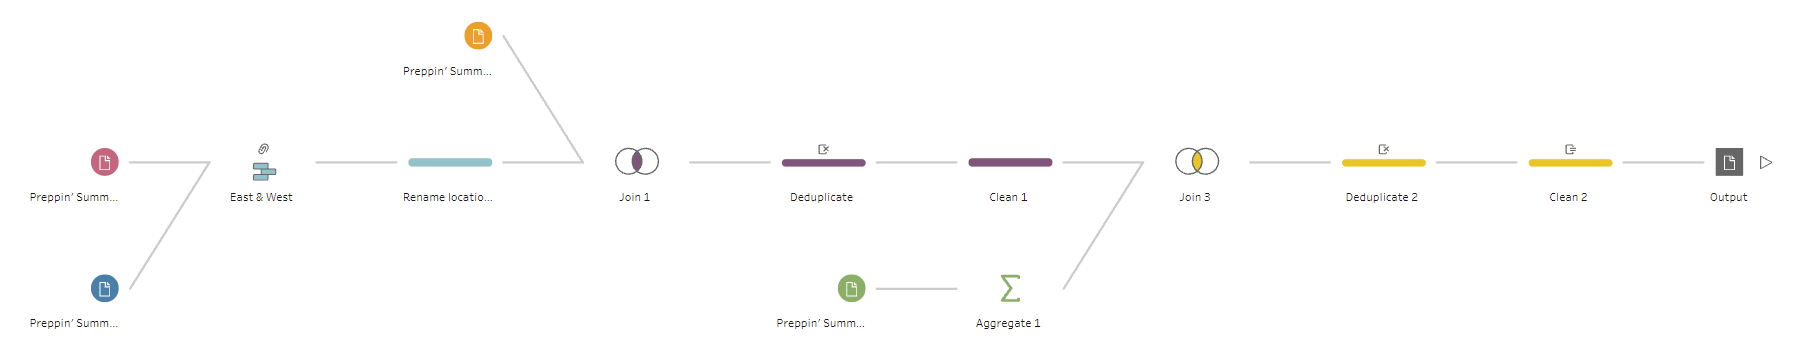 Preppin’ Summ...
Preppin’ Summ...
East & West
Rename locatio...
Join 1
Deduplicate
Clean 1
Join 3
Deduplicate 2
Clean 2
Output
Preppin’ Summ...
Preppin’ Summ...
Aggregate 1